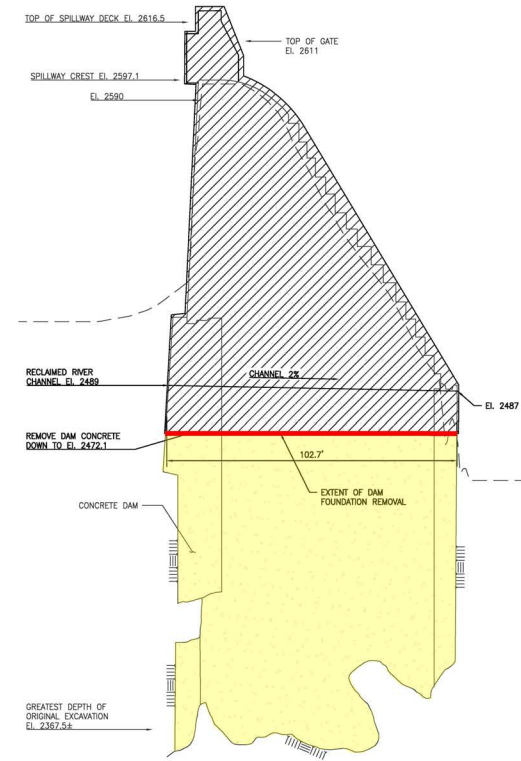 TOP OF SPILLWAY DECK El. 2616.5
TOP OF GATE
El. 2611
SPILLWAY CREST El. 2597.1
El. 2590
RECLAIMED RIVER
CHANNEL El. 2489
CHANNEL 2%
El. 2487
REMOVE DAM CONCRETE
DOWN TO El. 2472.1
102.7'
EXTENT OF DAM
FOUNDATION REMOVAL
CONCRETE DAM
GREATEST DEPTH OF
ORIGINAL EXCAVATION
El. 2367.5±